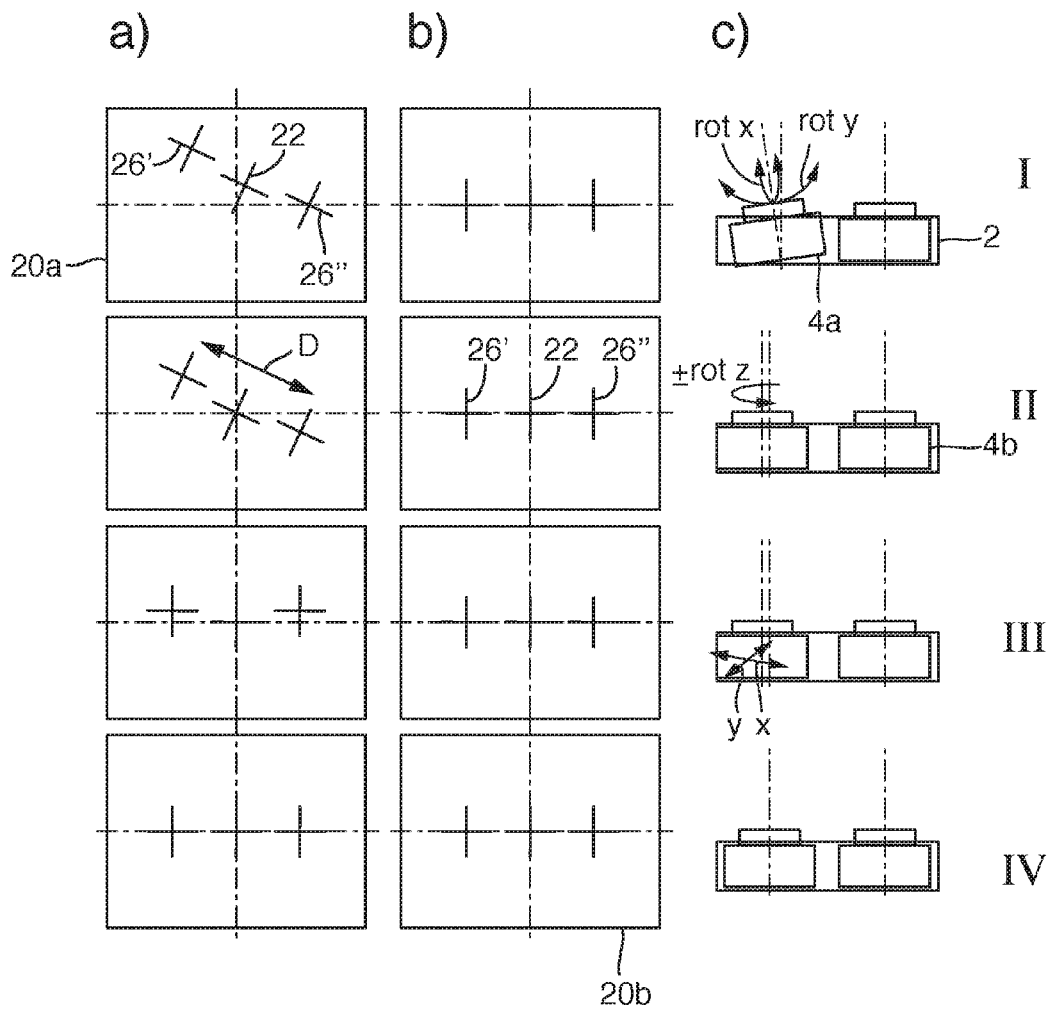 a) b) c)
rot x rot y
26' 22
I
2
20a
26"
4a
D
26' 22 26"
±rot z
II
4b
III
y x
IV
20b